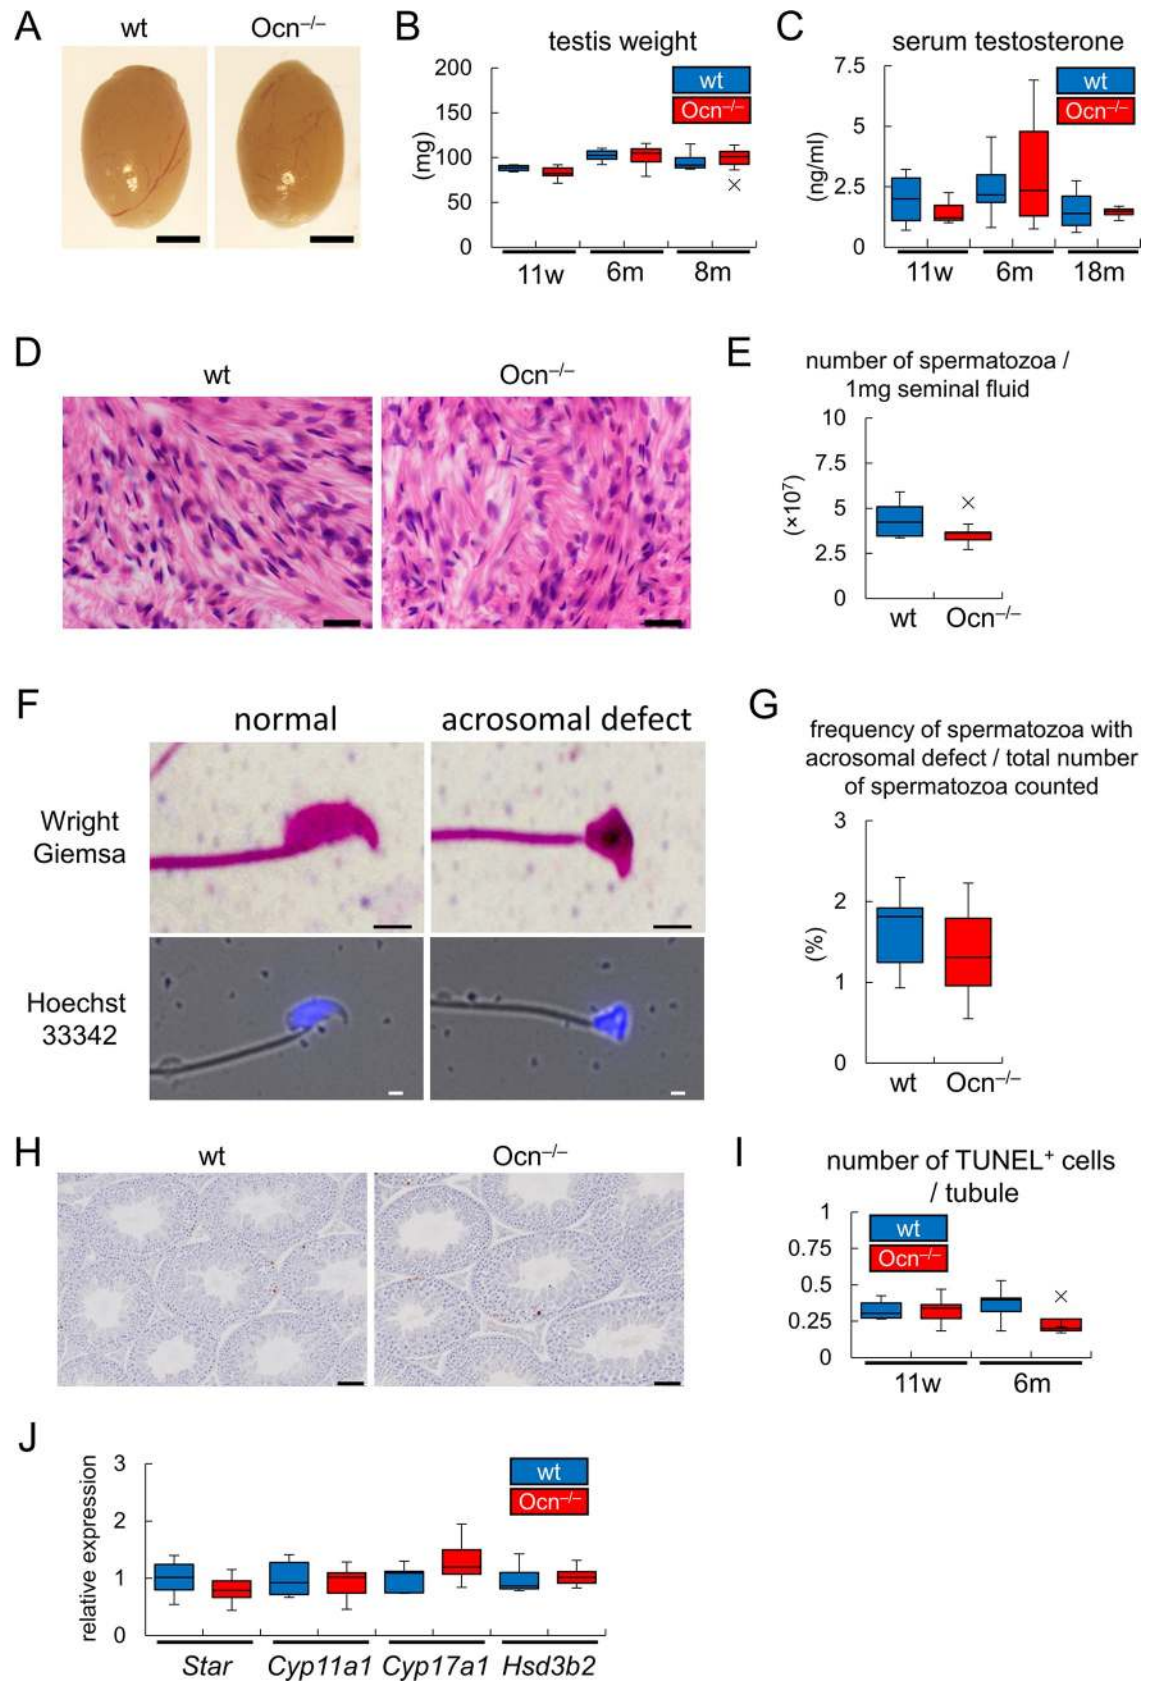 A
wt
Ocn–/–
B
testis weight
200
150
100
50
0
(mg)
wt
Ocn–/–
11w
6m
8m
C
serum testosterone
7.5
5
2.5
0
(ng/ml)
wt
Ocn–/–
11w
6m
18m
D
wt
Ocn–/–
E
number of spermatozoa /
1mg seminal fluid
10
7.5
5
2.5
0
(×10⁷)
wt
Ocn–/–
F
normal
acrosomal defect
Wright
Giemsa
Hoechst
33342
G
frequency of spermatozoa with
acrosomal defect / total number
of spermatozoa counted
3
2
1
0
(%)
wt
Ocn–/–
H
wt
Ocn–/–
I
number of TUNEL⁺ cells
/ tubule
1
0.75
0.5
0.25
0
wt
Ocn–/–
11w
6m
J
relative expression
3
2
1
0
wt
Ocn–/–
Star
Cyp11a1
Cyp17a1
Hsd3b2